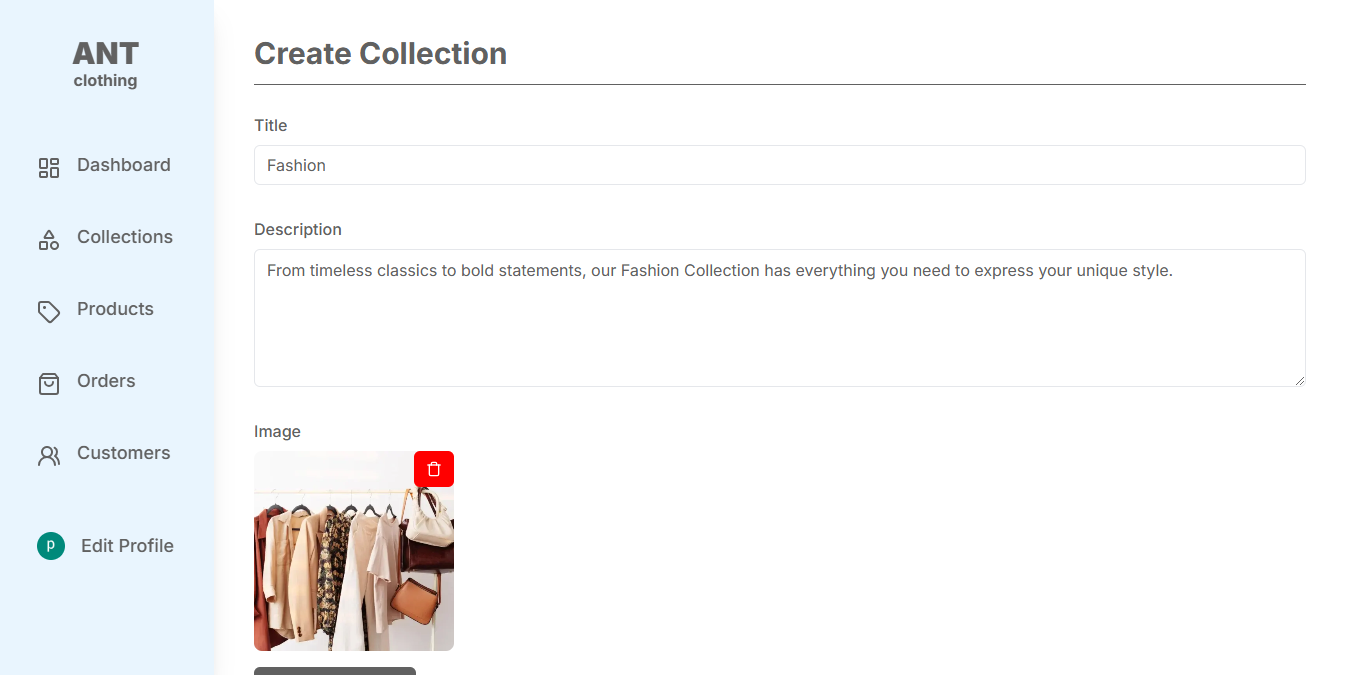 ANT
clothing
Dashboard
Collections
Products
Orders
Customers
P
Edit Profile
Create Collection
Title
Fashion
Description
From timeless classics to bold statements, our Fashion Collection has everything you need to express your unique style.
Image